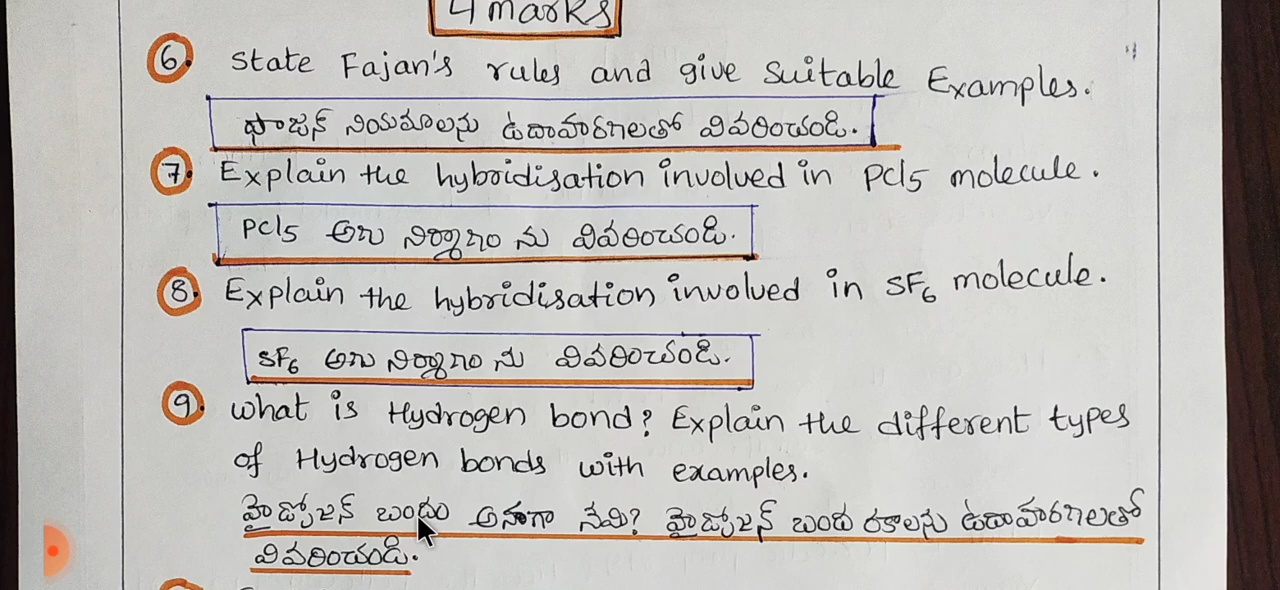 4 marks
6. State Fajan's rules and give suitable Examples.
ఫాజన్ నియమాలను ఉదాహరణలతో వివరించండి.
7. Explain the hybridisation involved in PCl5 molecule.
PCl5 అణు నిర్మాణం ను వివరించండి.
8. Explain the hybridisation involved in SF6 molecule.
SF6 అణు నిర్మాణం ను వివరించండి.
9. What is Hydrogen bond? Explain the different types
of Hydrogen bonds with examples.
హైడ్రోజన్ బంధం అనగా నేమి? హైడ్రోజన్ బంధ రకాలను ఉదాహరణలతో
వివరించండి.